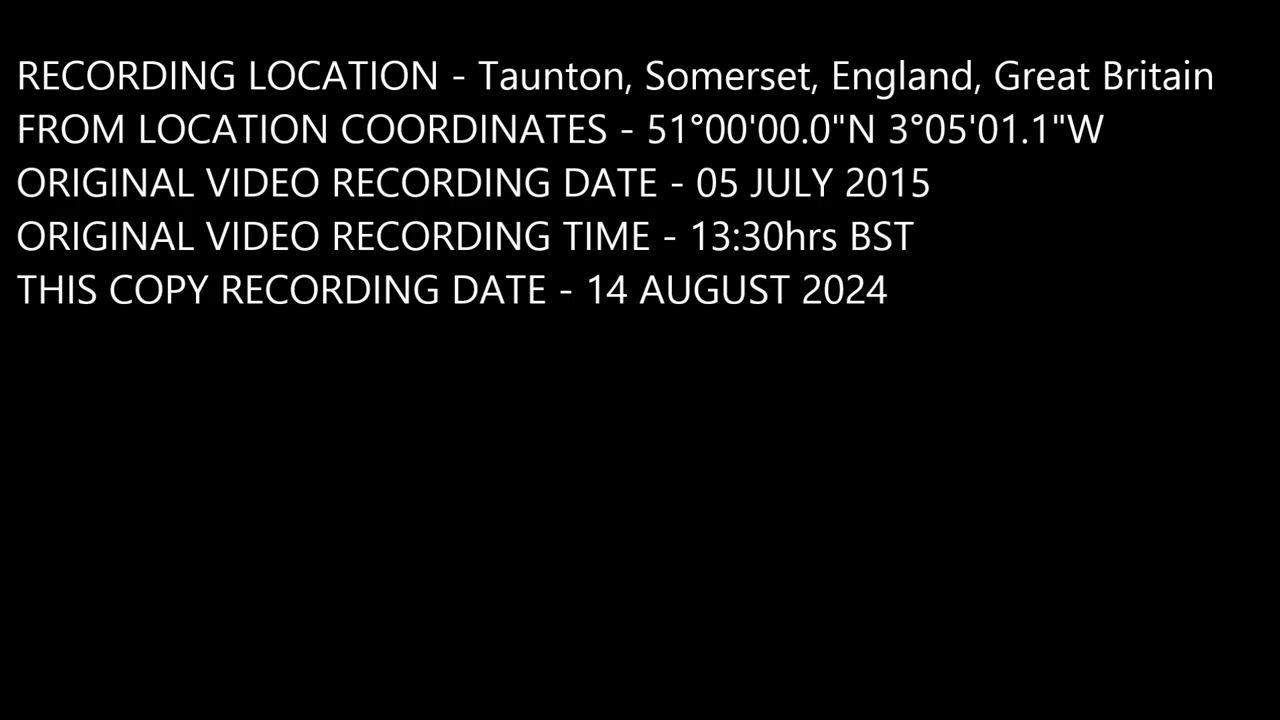 RECORDING LOCATION - Taunton, Somerset, England, Great Britain
FROM LOCATION COORDINATES - 51°00'00.0"N 3°05'01.1"W
ORIGINAL VIDEO RECORDING DATE - 05 JULY 2015
ORIGINAL VIDEO RECORDING TIME - 13:30hrs BST
THIS COPY RECORDING DATE - 14 AUGUST 2024